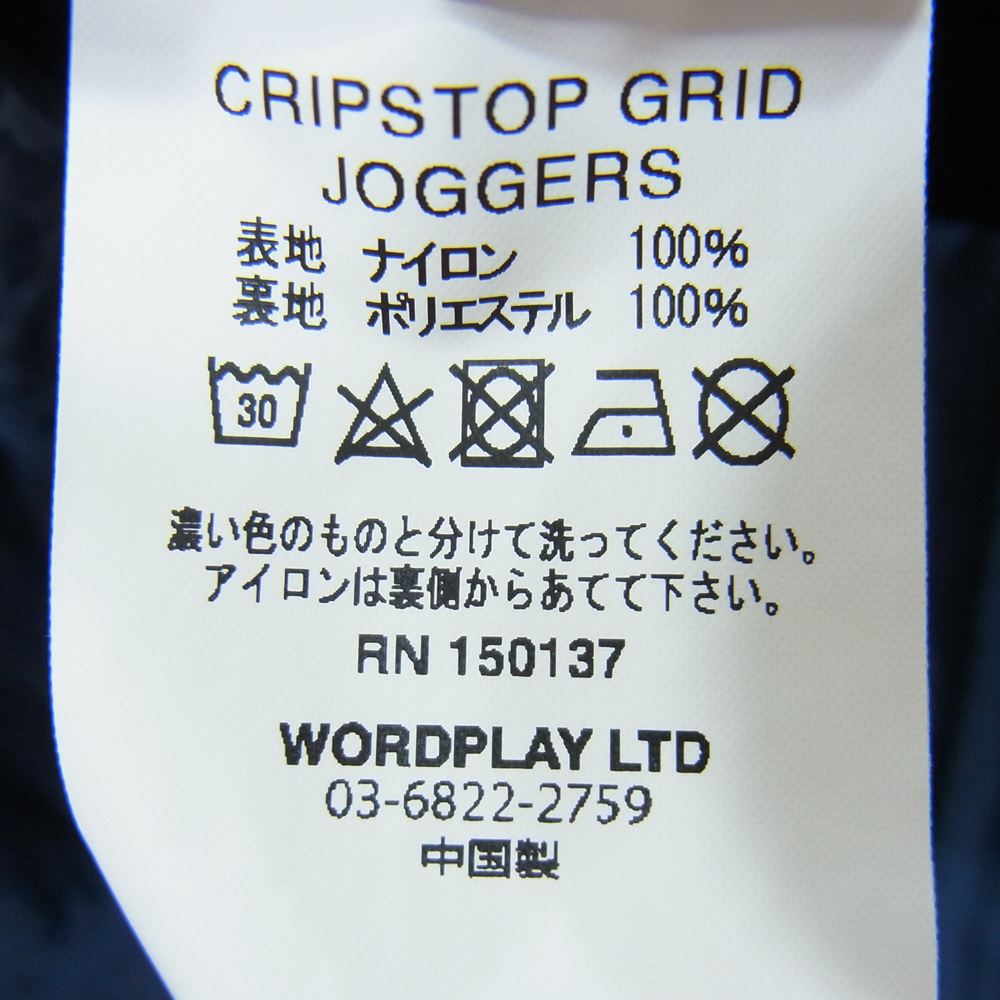 CRIPSTOP GRID
JOGGERS
表地 ナイロン 100%
裏地 ポリエステル 100%
30
濃い色のものと分けて洗ってください。
アイロンは裏側からあてて下さい。
RN 150137
WORDPLAY LTD
03-6822-2759
中国製